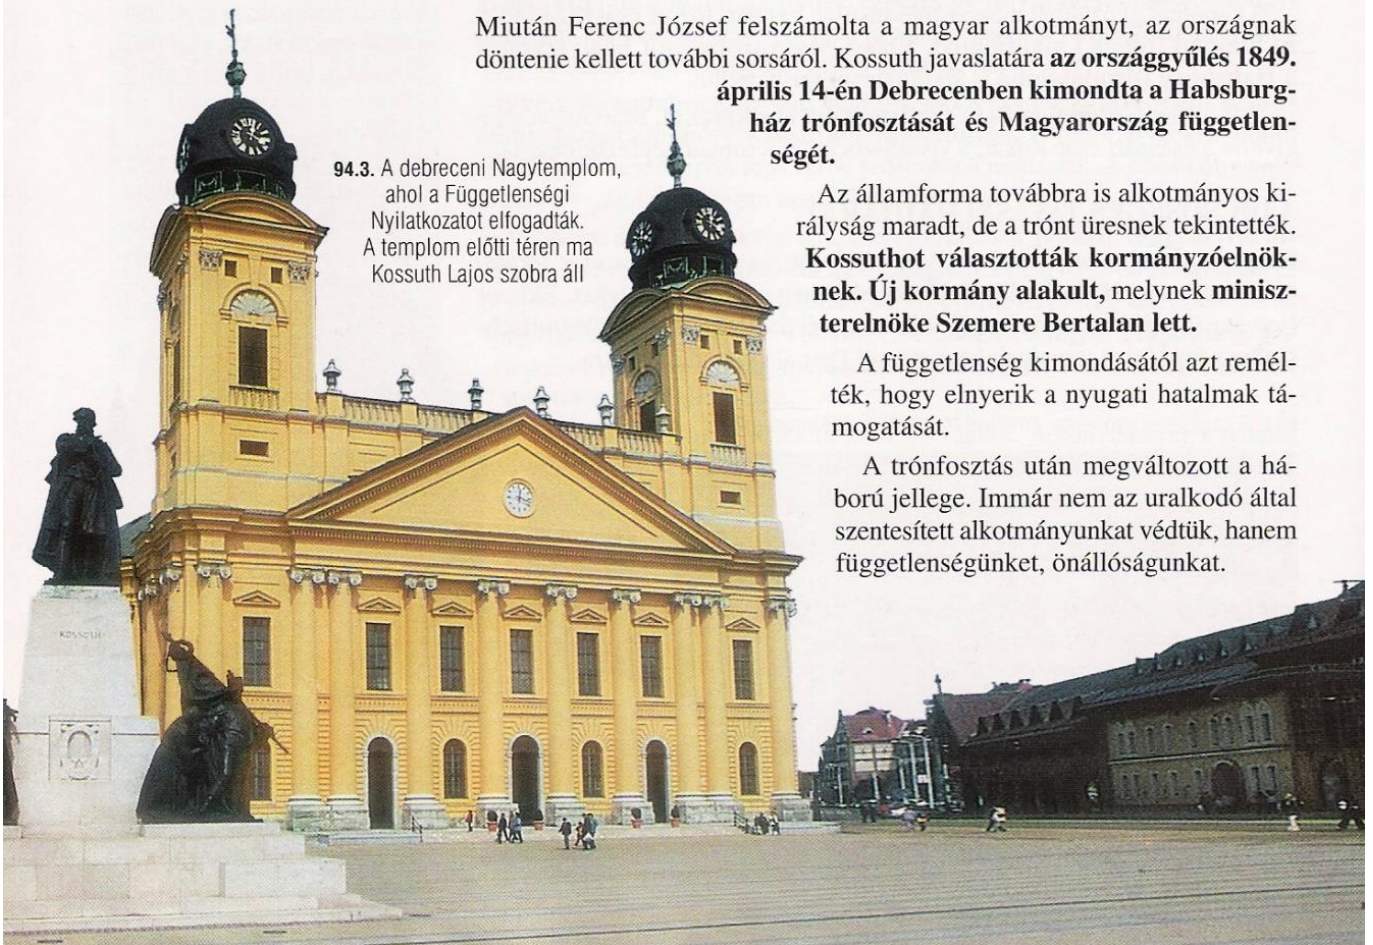 Miután Ferenc József felszámolta a magyar alkotmányt, az országnak
döntenie kellett további sorsáról. Kossuth javaslatára az országgyűlés 1849.
április 14-én Debrecenben kimondta a Habsburg-
ház trónfosztását és Magyarország független-
ségét.
94.3. A debreceni Nagytemplom,
ahol a Függetlenségi
Nyilatkozatot elfogadták.
A templom előtti téren ma
Kossuth Lajos szobra áll
Az államforma továbbra is alkotmányos ki-
rályság maradt, de a trónt üresnek tekintették.
Kossuthot választották kormányzóelnök-
nek. Új kormány alakult, melynek minisz-
terelnöke Szemere Bertalan lett.
A függetlenség kimondásától azt remél-
ték, hogy elnyerik a nyugati hatalmak tá-
mogatását.
A trónfosztás után megváltozott a há-
ború jellege. Immár nem az uralkodó által
szentesített alkotmányunkat védtük, hanem
függetlenségünket, önállóságunkat.
KOSSUTH